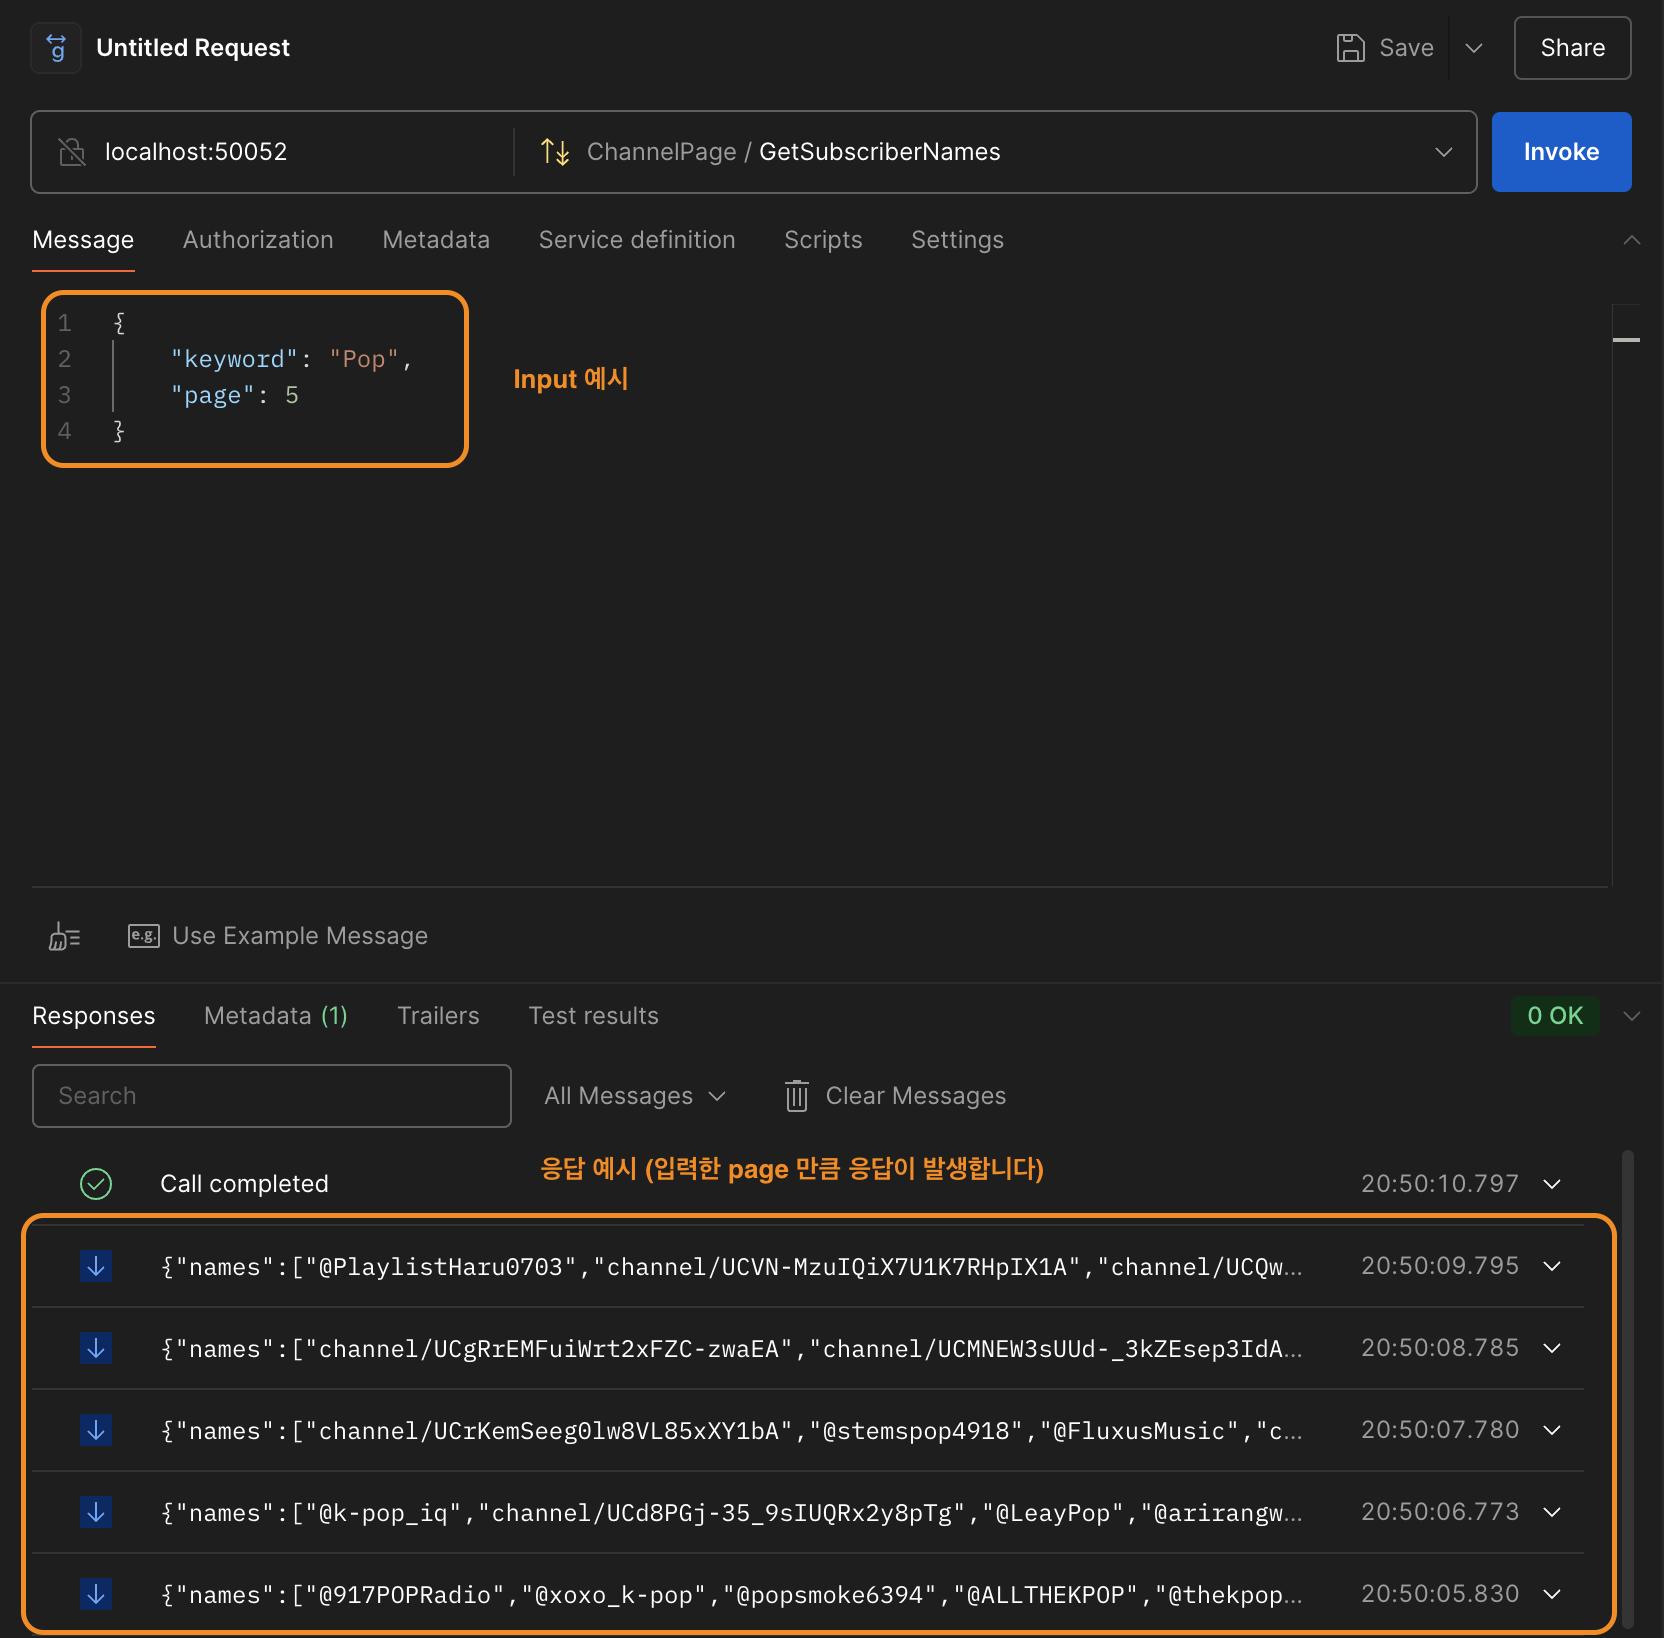 Untitled Request
Save
Share
localhost:50052
ChannelPage / GetSubscriberNames
Invoke
Message Authorization Metadata Service definition Scripts Settings
1 {
2 "keyword": "Pop",
3 "page": 5
4 }
Input 예시
e.g. Use Example Message
Responses Metadata (1) Trailers Test results
0 OK
Search
All Messages
Clear Messages
응답 예시 (입력한 page 만큼 응답이 발생합니다)
Call completed 20:50:10.797
{"names":["@PlaylistHaru0703","channel/UCVN-MzuIQiX7U1K7RHpIX1A","channel/UCQw... 20:50:09.795
{"names":["channel/UCgRrEMFuiWrt2xFZC-zwaEA","channel/UCMNEW3sUUd-_3kZEsep3IdA... 20:50:08.785
{"names":["channel/UCrKemSeeg0lw8VL85xXY1bA","@stemspop4918","@FluxusMusic","c... 20:50:07.780
{"names":["@k-pop_iq","channel/UCd8PGj-35_9sIUQRx2y8pTg","@LeayPop","@arirangw... 20:50:06.773
{"names":["@917POPRadio","@xoxo_k-pop","@popsmoke6394","@ALLTHEKPOP","@thekpop... 20:50:05.830